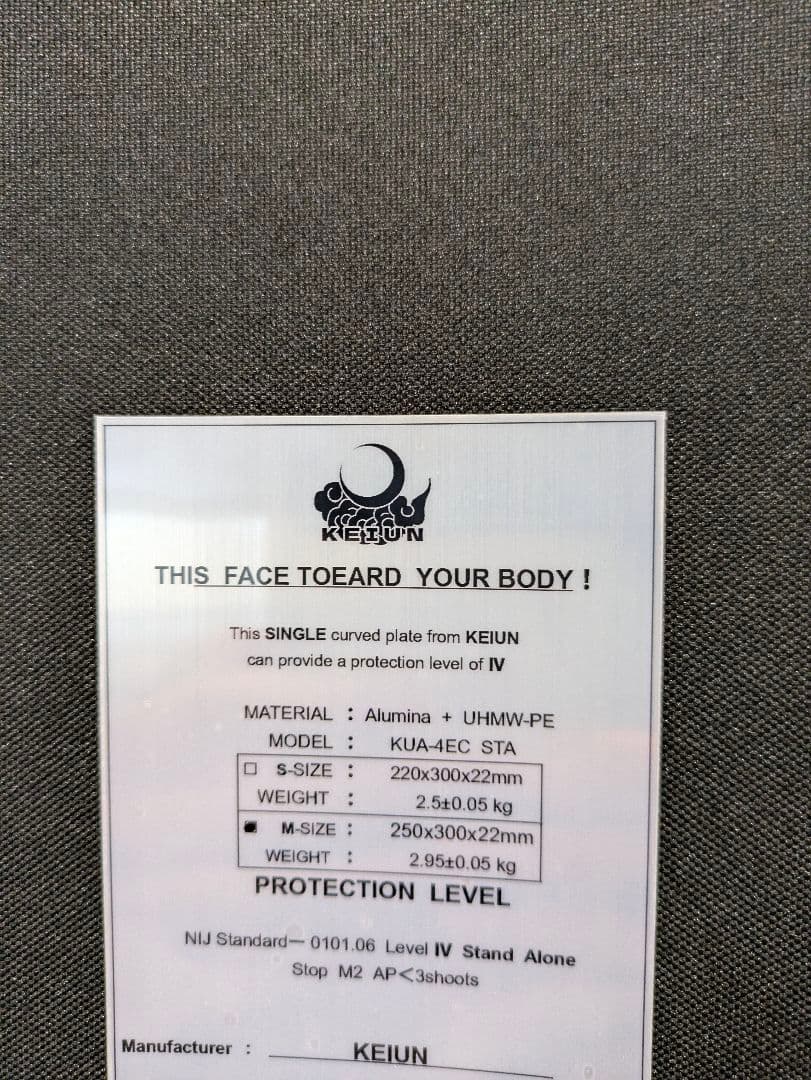 KEIUN
THIS FACE TOEARD YOUR BODY !
This SINGLE curved plate from KEIUN
can provide a protection level of IV
MATERIAL : Alumina + UHMW-PE
MODEL : KUA-4EC STA
☐ S-SIZE : 220x300x22mm
WEIGHT : 2.5±0.05 kg
■ M-SIZE : 250x300x22mm
WEIGHT : 2.95±0.05 kg
PROTECTION LEVEL
NIJ Standard— 0101.06 Level IV Stand Alone
Stop M2 AP<3shoots
Manufacturer : KEIUN